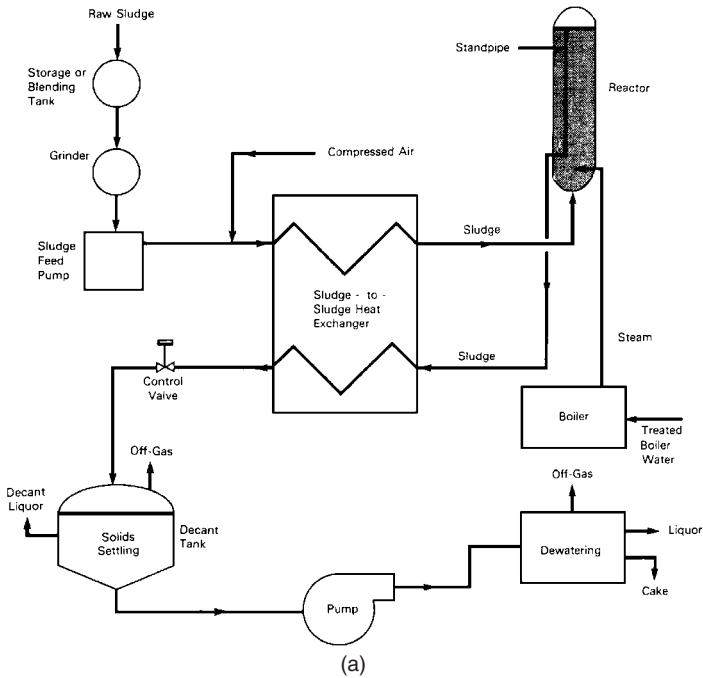 Raw Sludge
Storage or
Blending
Tank
Grinder
Sludge
Feed
Pump
Compressed Air
Standpipe
Reactor
Sludge
Sludge - to -
Sludge Heat
Exchanger
Sludge
Steam
Control
Valve
Boiler
Treated
Boiler
Water
Off-Gas
Decant
Liquor
Solids
Settling
Decant
Tank
Off-Gas
Dewatering
Liquor
Cake
Pump
(a)